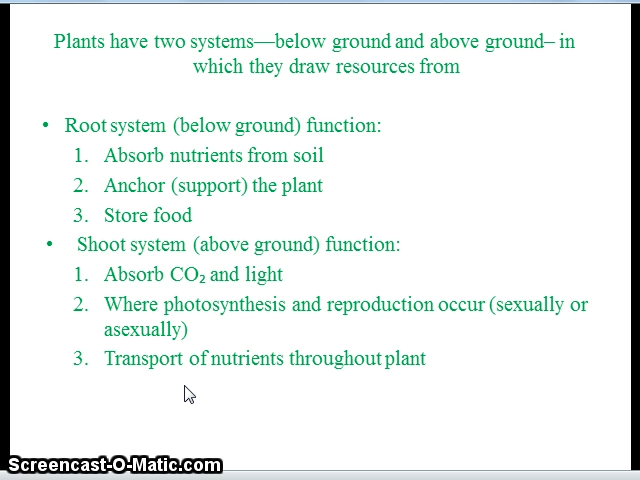 Plants have two systems—below ground and above ground– in
which they draw resources from
• Root system (below ground) function:
1. Absorb nutrients from soil
2. Anchor (support) the plant
3. Store food
• Shoot system (above ground) function:
1. Absorb CO₂ and light
2. Where photosynthesis and reproduction occur (sexually or
asexually)
3. Transport of nutrients throughout plant
Screencast-O-Matic.com